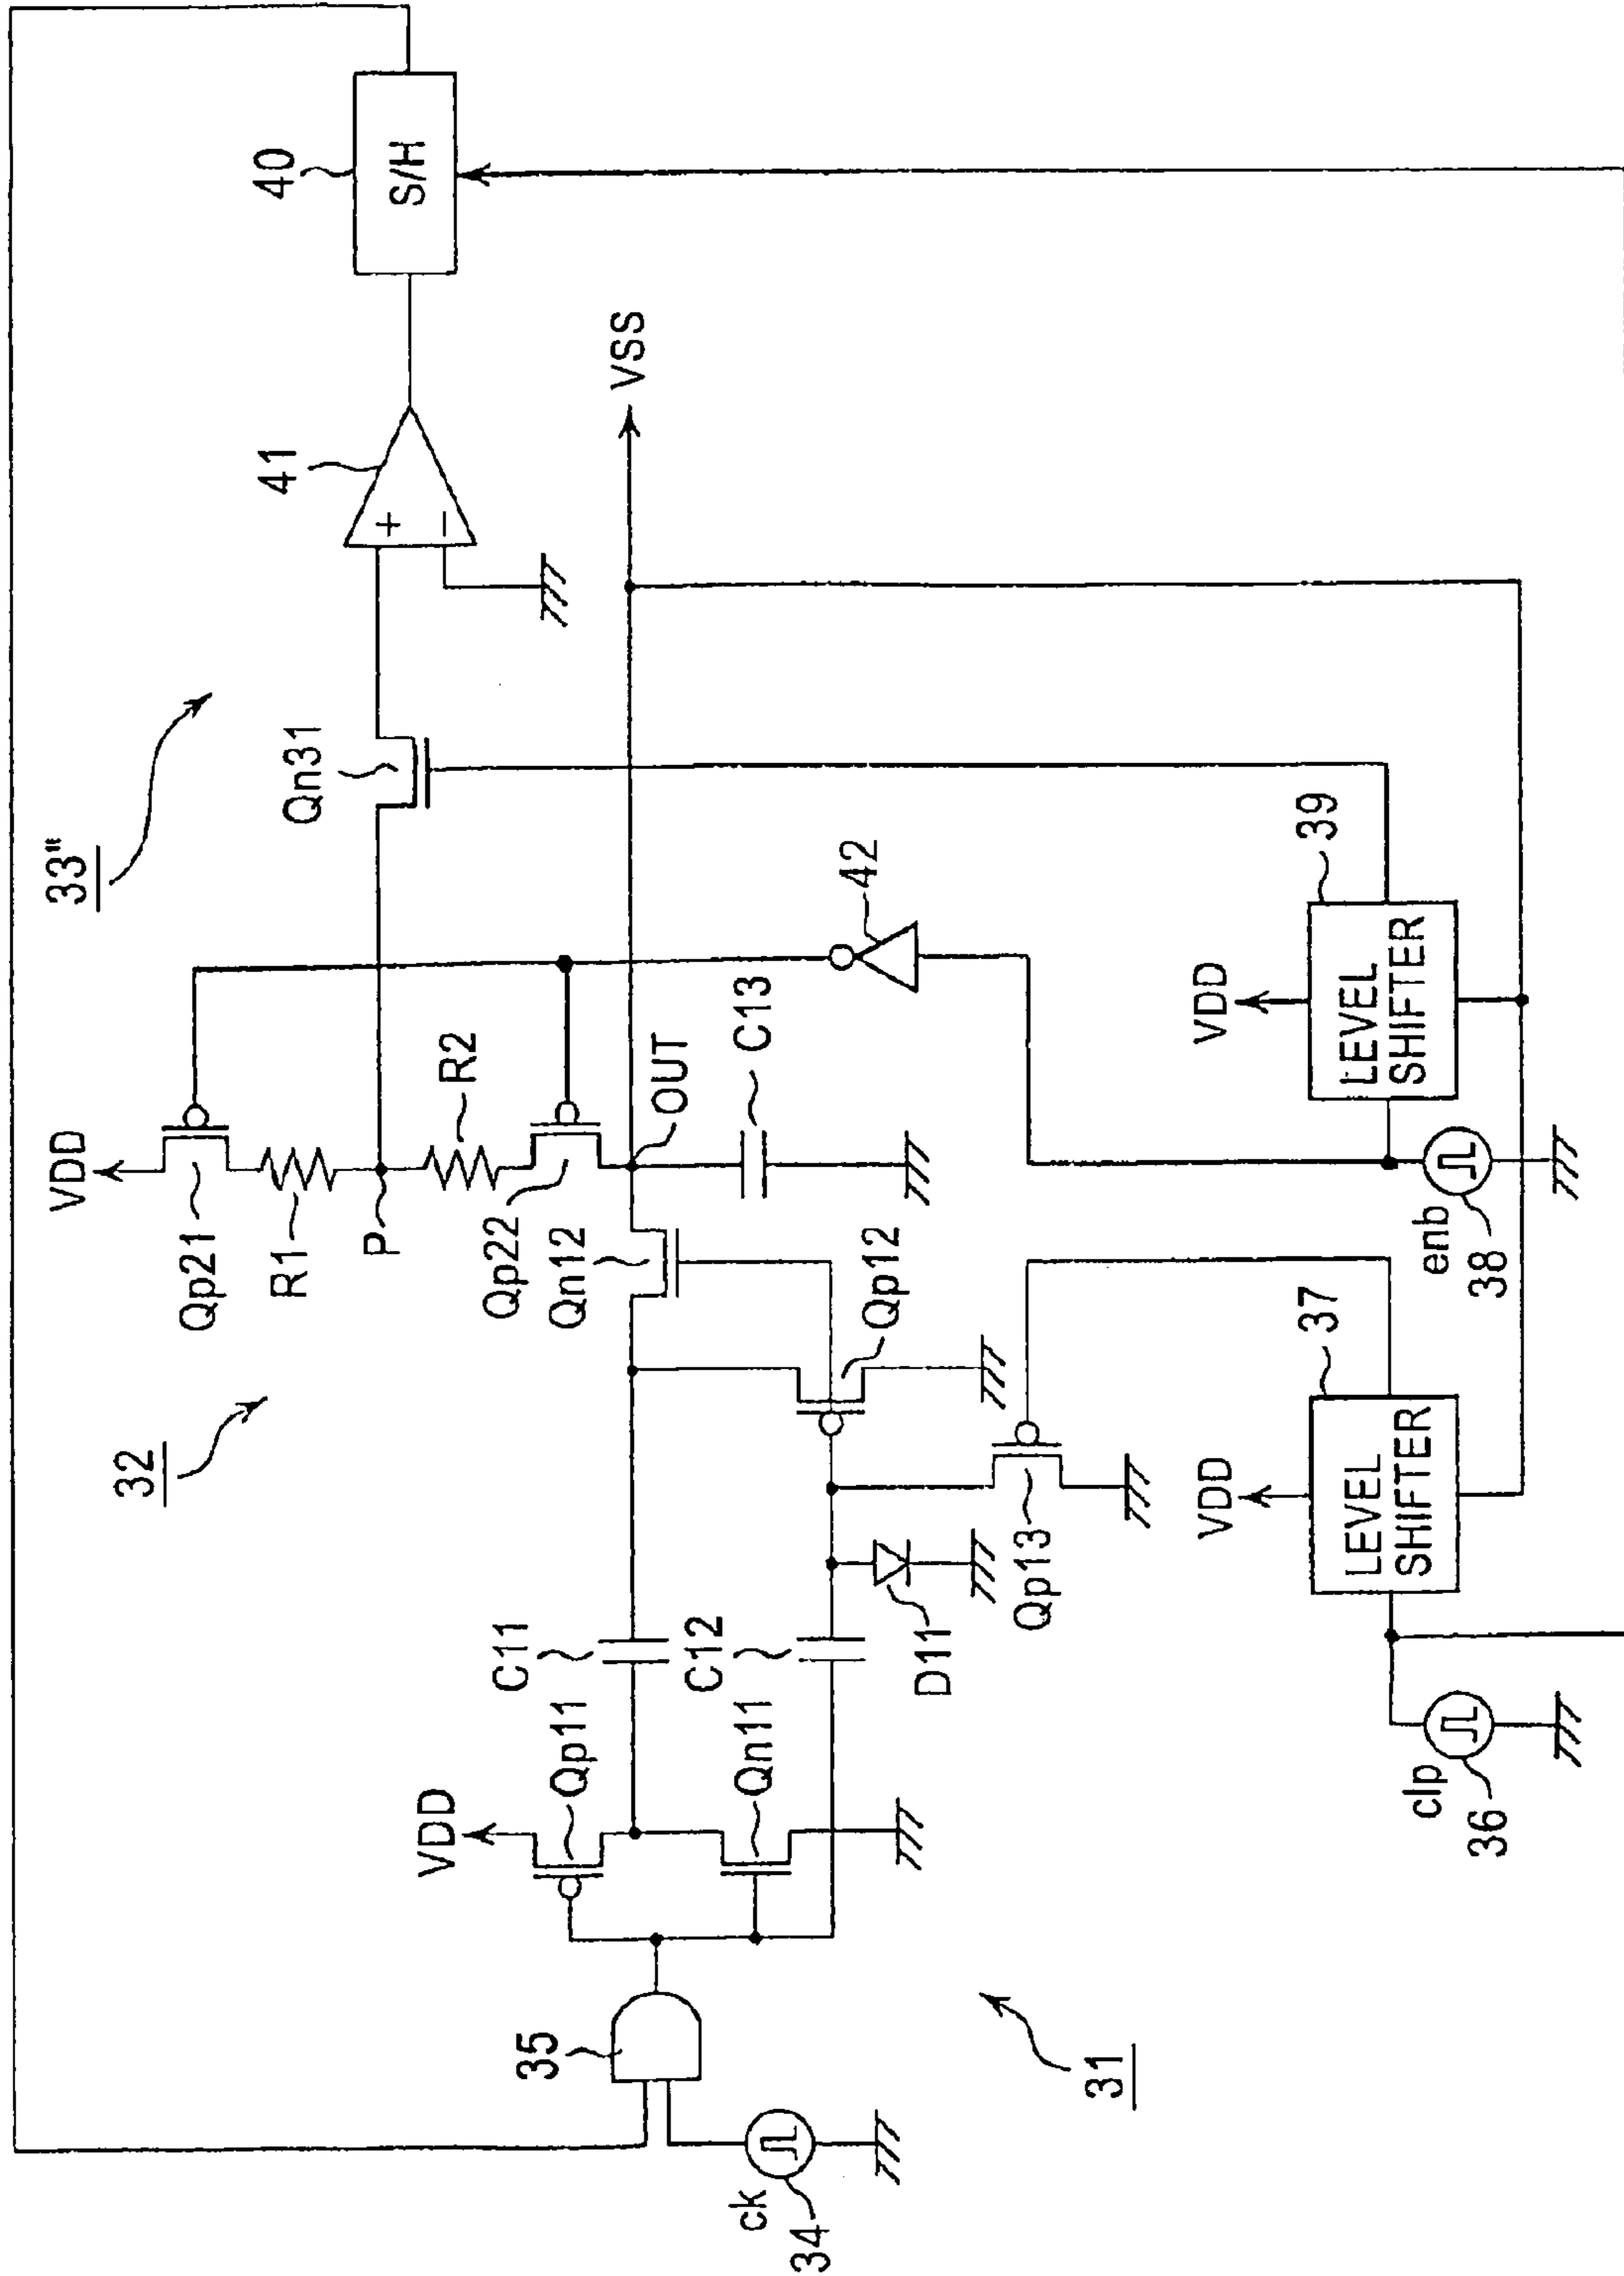 33"
32
31
VDD
Qp21
R1
P
R2
Qp22
Qn12
OUT
C13
Qn31
41
+
−
40
S/H
VSS
42
VDD
Qp11
Qn11
C11
C12
D11
Qp12
Qp13
35
ck
34
clp
36
VDD
LEVEL
SHIFTER
37
enb
38
VDD
LEVEL
SHIFTER
39